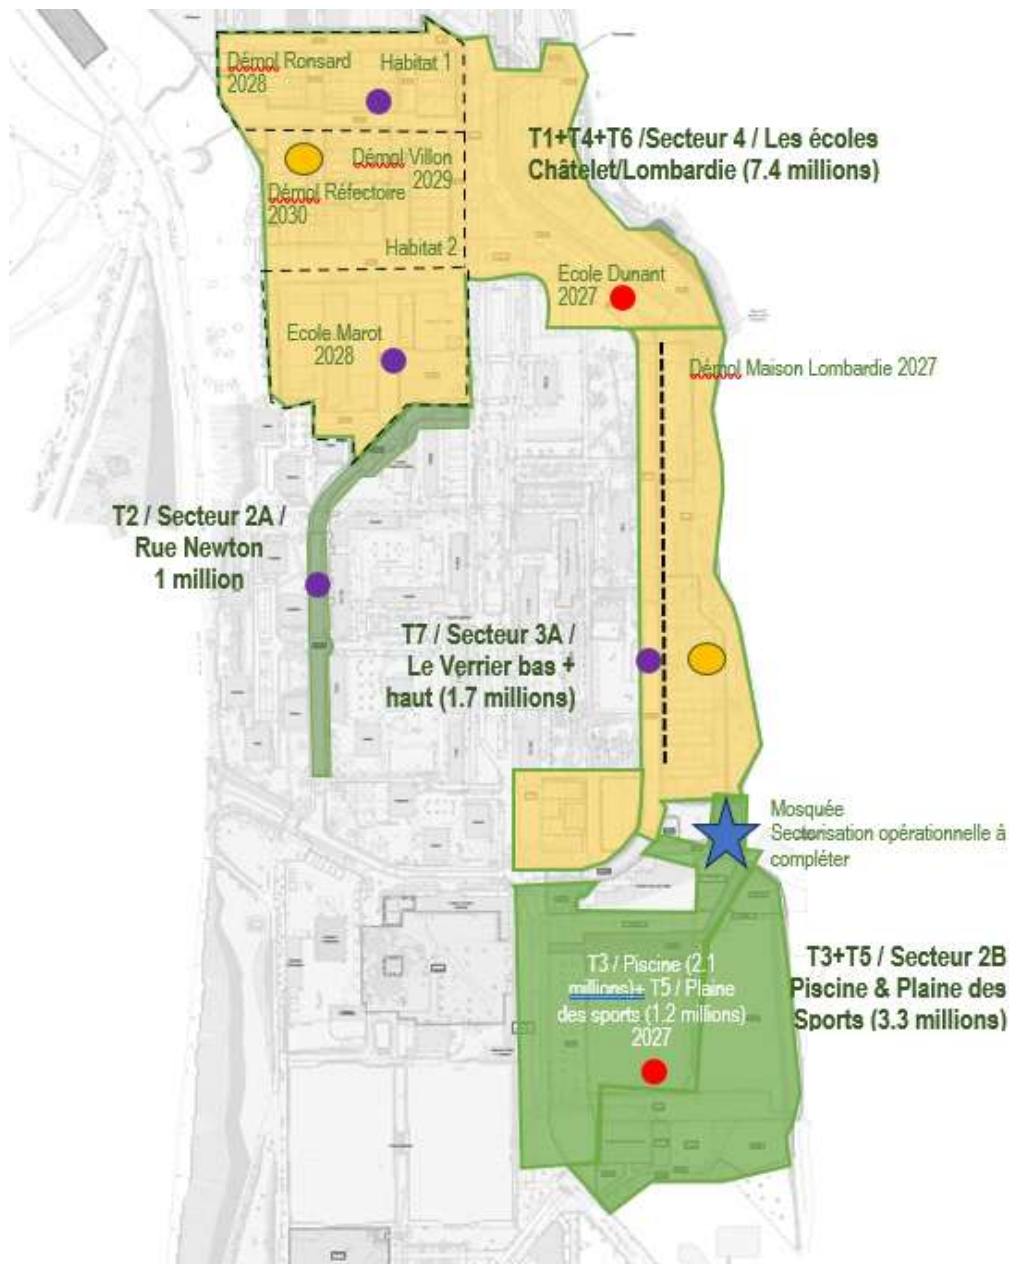 Démol Ronsard
2028
Habitat 1
Démol Villon
2029
Démol Réfectoire
2030
Habitat 2
Ecole Marot
2028
T1+T4+T6 /Secteur 4 / Les écoles
Châtelet/Lombardie (7.4 millions)
Ecole Dunant
2027
Démol Maison Lombardie 2027
T2 / Secteur 2A /
Rue Newton
1 million
T7 / Secteur 3A /
Le Verrier bas +
haut (1.7 millions)
Mosquée
Sectorisation opérationnelle à
compléter
T3 / Piscine (2.1
millions)+ T5 / Plaine
des sports (1.2 millions)
2027
T3+T5 / Secteur 2B
Piscine & Plaine des
Sports (3.3 millions)